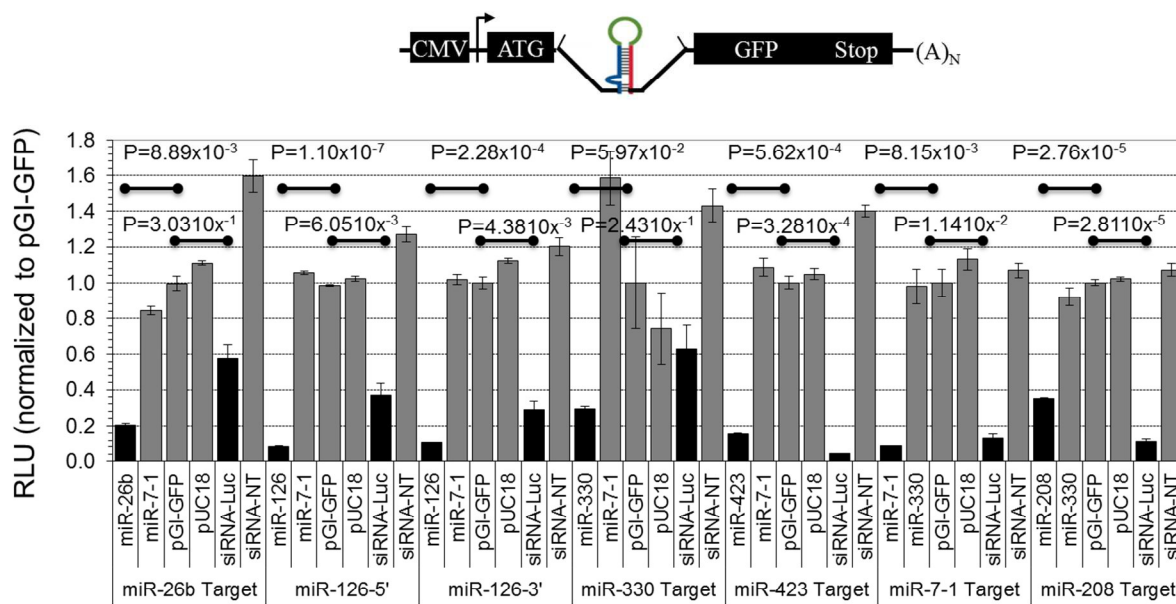 CMV ATG GFP Stop (A)N
RLU (normalized to pGI-GFP)
1.8
1.6
1.4
1.2
1.0
0.8
0.6
0.4
0.2
0.0
P=8.89x10-3 P=1.10x10-7 P=2.28x10-4 P=5.97x10-2 P=5.62x10-4 P=8.15x10-3 P=2.76x10-5
P=3.0310x-1 P=6.0510x-3 P=4.3810x-3 P=2.4310x-1 P=3.2810x-4 P=1.1410x-2 P=2.8110x-5
miR-26b miR-7-1 pGI-GFP pUC18 siRNA-Luc siRNA-NT miR-126 miR-7-1 pGI-GFP pUC18 siRNA-Luc siRNA-NT miR-126 miR-7-1 pGI-GFP pUC18 siRNA-Luc siRNA-NT miR-330 miR-7-1 pGI-GFP pUC18 siRNA-Luc siRNA-NT miR-423 miR-7-1 pGI-GFP pUC18 siRNA-Luc siRNA-NT miR-7-1 miR-330 pGI-GFP pUC18 siRNA-Luc siRNA-NT miR-208 miR-330 pGI-GFP pUC18 siRNA-Luc siRNA-NT
miR-26b Target miR-126-5' miR-126-3' miR-330 Target miR-423 Target miR-7-1 Target miR-208 Target